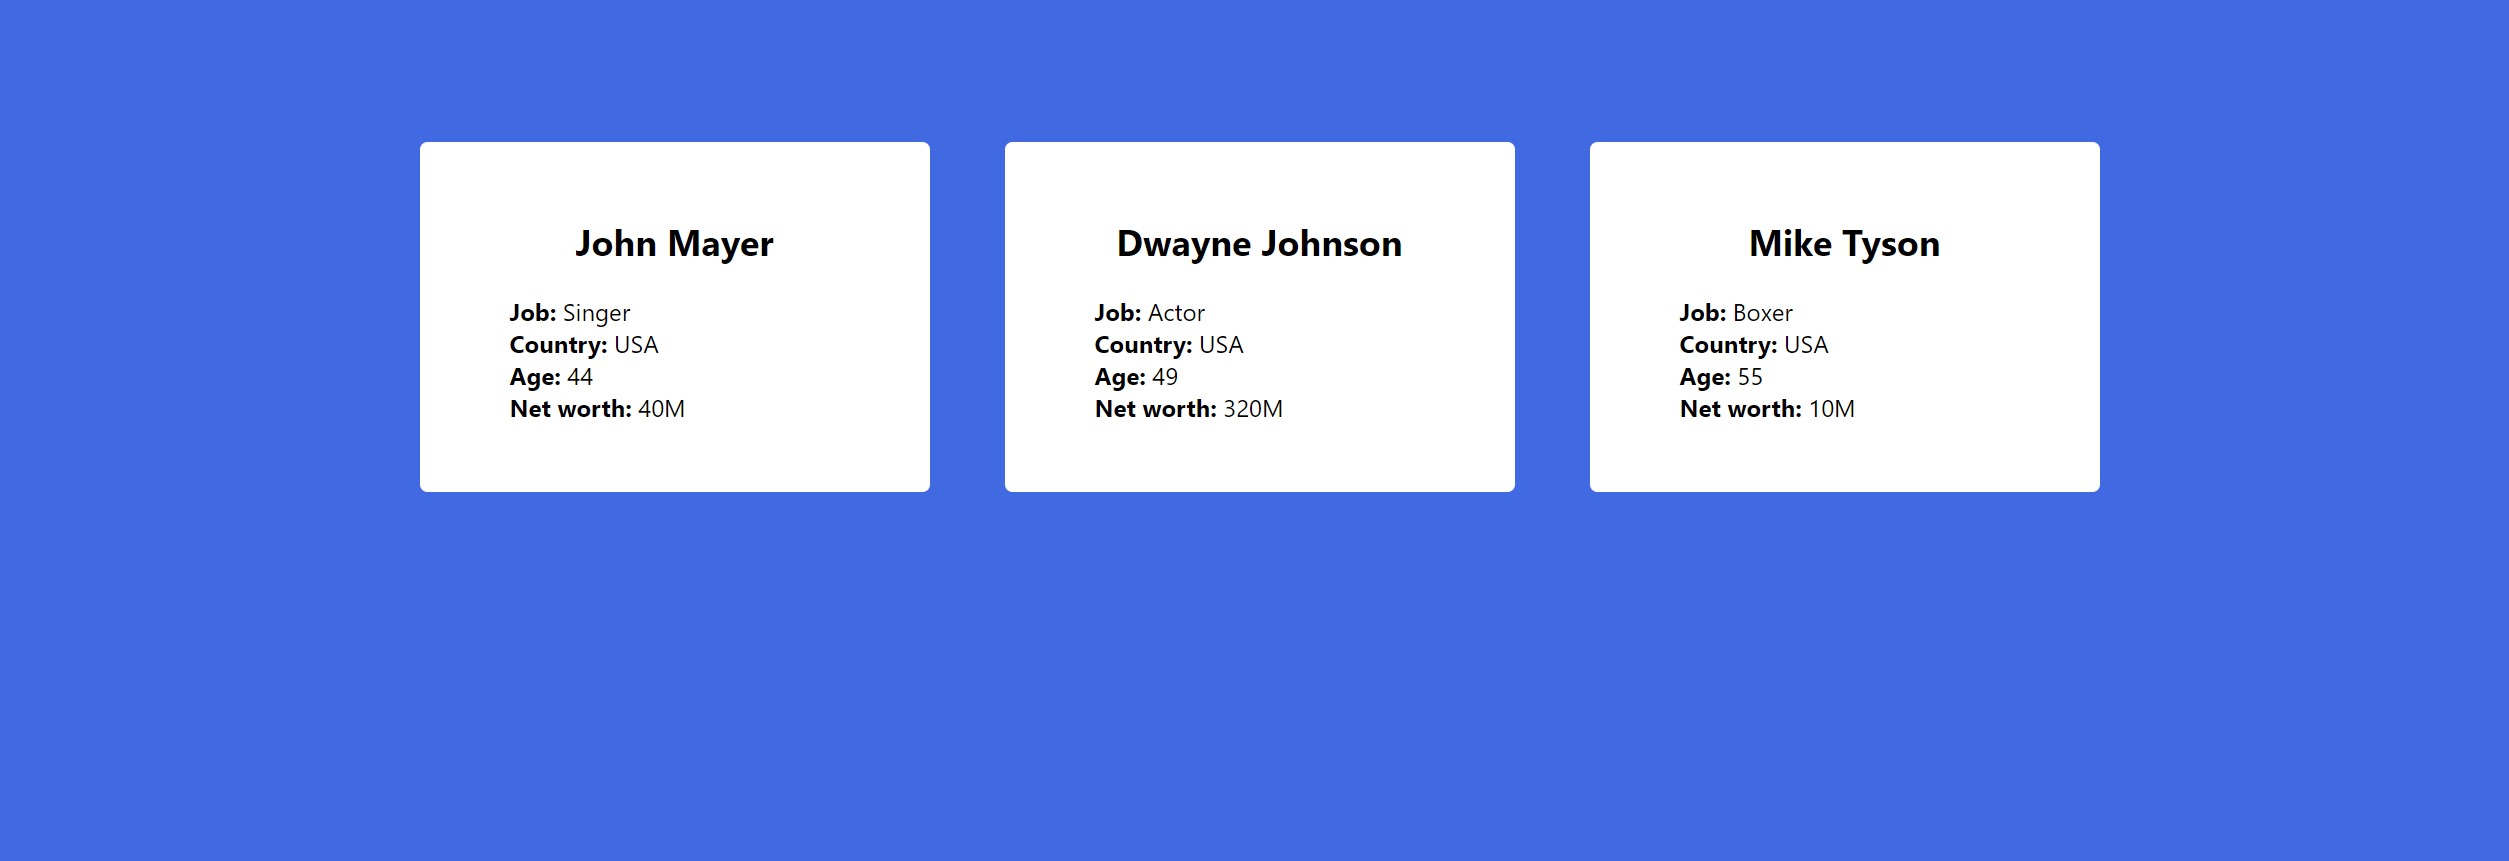 John Mayer
Job: Singer
Country: USA
Age: 44
Net worth: 40M
Dwayne Johnson
Job: Actor
Country: USA
Age: 49
Net worth: 320M
Mike Tyson
Job: Boxer
Country: USA
Age: 55
Net worth: 10M